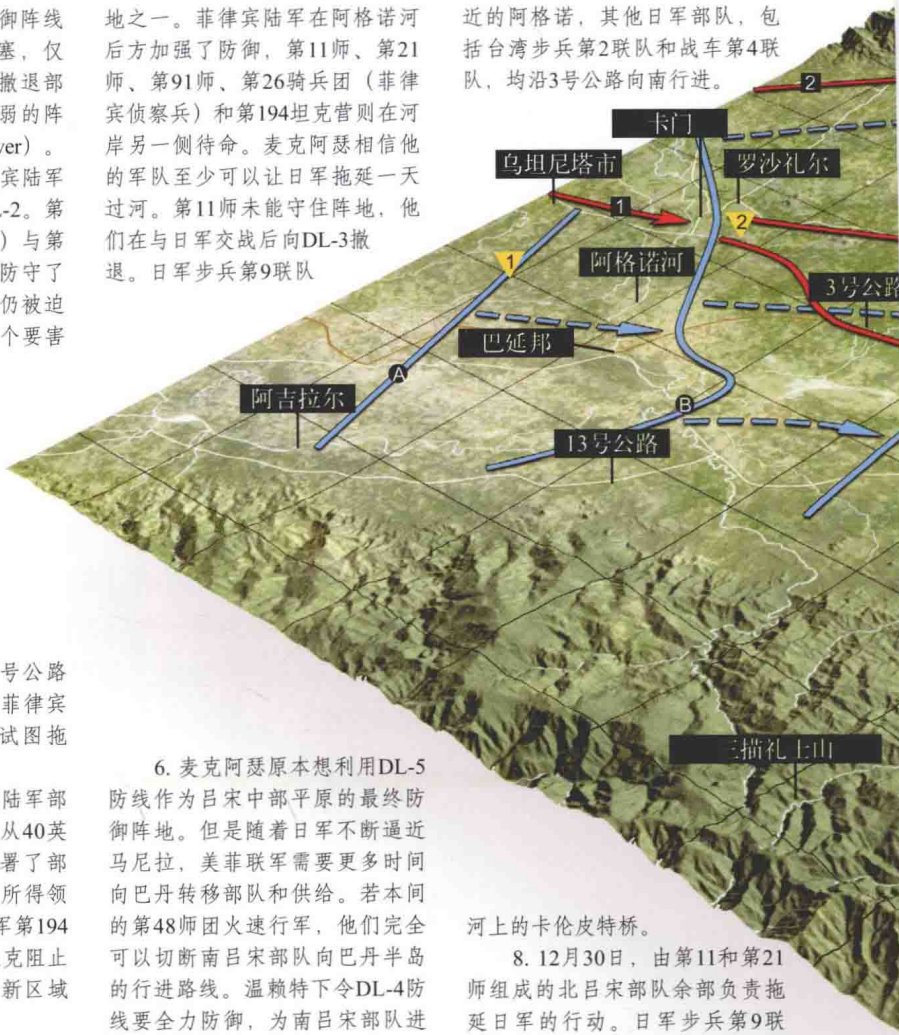 御阵线
塞，仅
撤退部
弱的阵
ver）。
宾陆军
L-2。第
）与第
防守了
仍被迫
个要害
地之一。菲律宾陆军在阿格诺河
后方加强了防御，第11师、第21
师、第91师、第26骑兵团（菲律
宾侦察兵）和第194坦克营则在河
岸另一侧待命。麦克阿瑟相信他
的军队至少可以让日军拖延一天
过河。第11师未能守住阵地，他
们在与日军交战后向DL-3撤
退。日军步兵第9联队
近的阿格诺，其他日军部队，包
括台湾步兵第2联队和战车第4联
队，均沿3号公路向南行进。
2
卡门
乌坦尼塔市
罗沙礼尔
1
2
1
阿格诺河
3号公路
巴延邦
A
阿吉拉尔
B
13号公路
三描礼士山
号公路
菲律宾
试图拖
陆军部
从40英
署了部
所得领
军第194
克阻止
新区域
6. 麦克阿瑟原本想利用DL-5
防线作为吕宋中部平原的最终防
御阵地。但是随着日军不断逼近
马尼拉，美菲联军需要更多时间
向巴丹转移部队和供给。若本间
的第48师团火速行军，他们完全
可以切断南吕宋部队向巴丹半岛
的行进路线。温赖特下令DL-4防
线要全力防御，为南吕宋部队进
河上的卡伦皮特桥。
8. 12月30日，由第11和第21
师组成的北吕宋部队余部负责拖
延日军的行动。日军步兵第9联